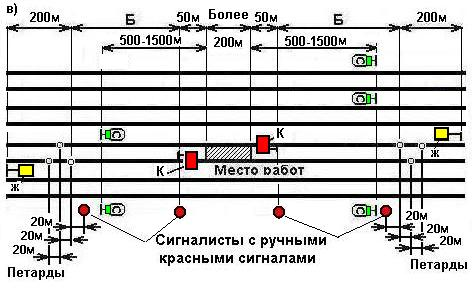 в)
200м Б 50м Более 50м Б 200м
500-1500м 200м 500-1500м
К
К
Ж
Место работ
Ж
20м
20м
20м
Сигналисты с ручными
красными сигналами
20м
20м
20м
Петарды
Петарды